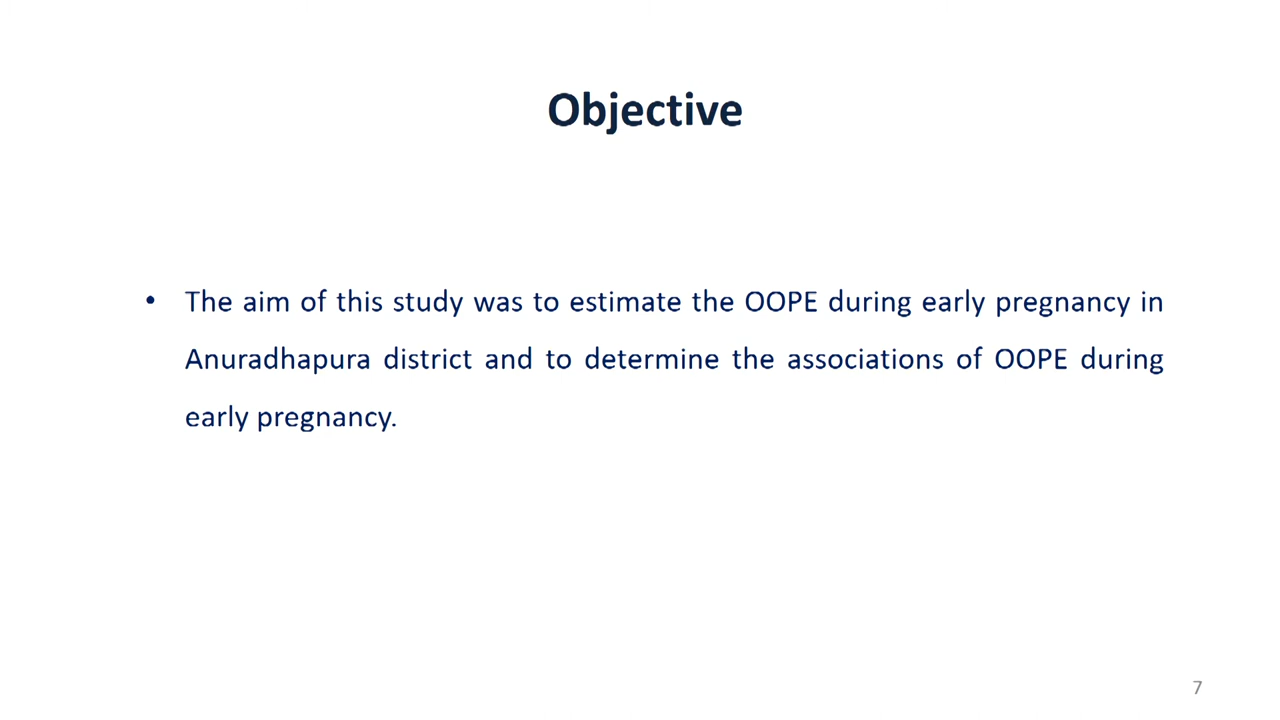 Objective
• The aim of this study was to estimate the OOPE during early pregnancy in
Anuradhapura district and to determine the associations of OOPE during
early pregnancy.
7